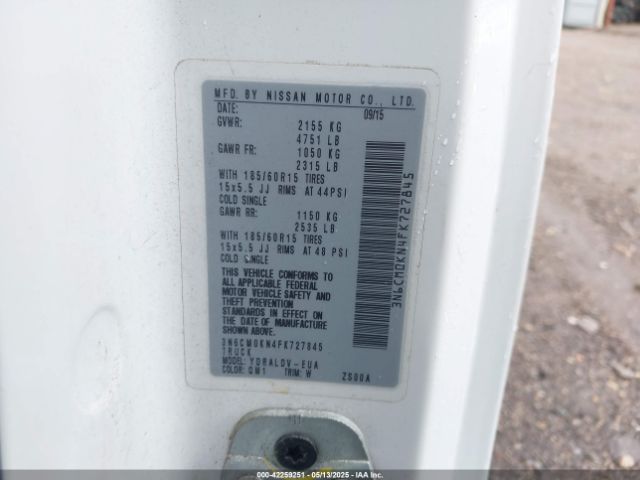 MFD. BY NISSAN MOTOR CO., LTD.
DATE: 09/15
GVWR: 2155 KG
4751 LB
GAWR FR: 1050 KG
2315 LB
WITH 185/60R15 TIRES
15x5.5 JJ RIMS AT 44PSI
COLD SINGLE
GAWR RR: 1150 KG
2535 LB
WITH 185/60R15 TIRES
15x5.5 JJ RIMS AT 48 PSI
COLD SINGLE
THIS VEHICLE CONFORMS TO
ALL APPLICABLE FEDERAL
MOTOR VEHICLE SAFETY AND
THEFT PREVENTION
STANDARDS IN EFFECT ON
THE DATE OF MANUFACTURE
SHOWN ABOVE.
3N6CM0KN4FK727845
TRUCK
MODEL: YDRALDV-EUA
COLOR: QM1 TRIM: W ZS00A
3N6CM0KN4FK727845
000-42259251 - 05/13/2025 - IAAI.COM